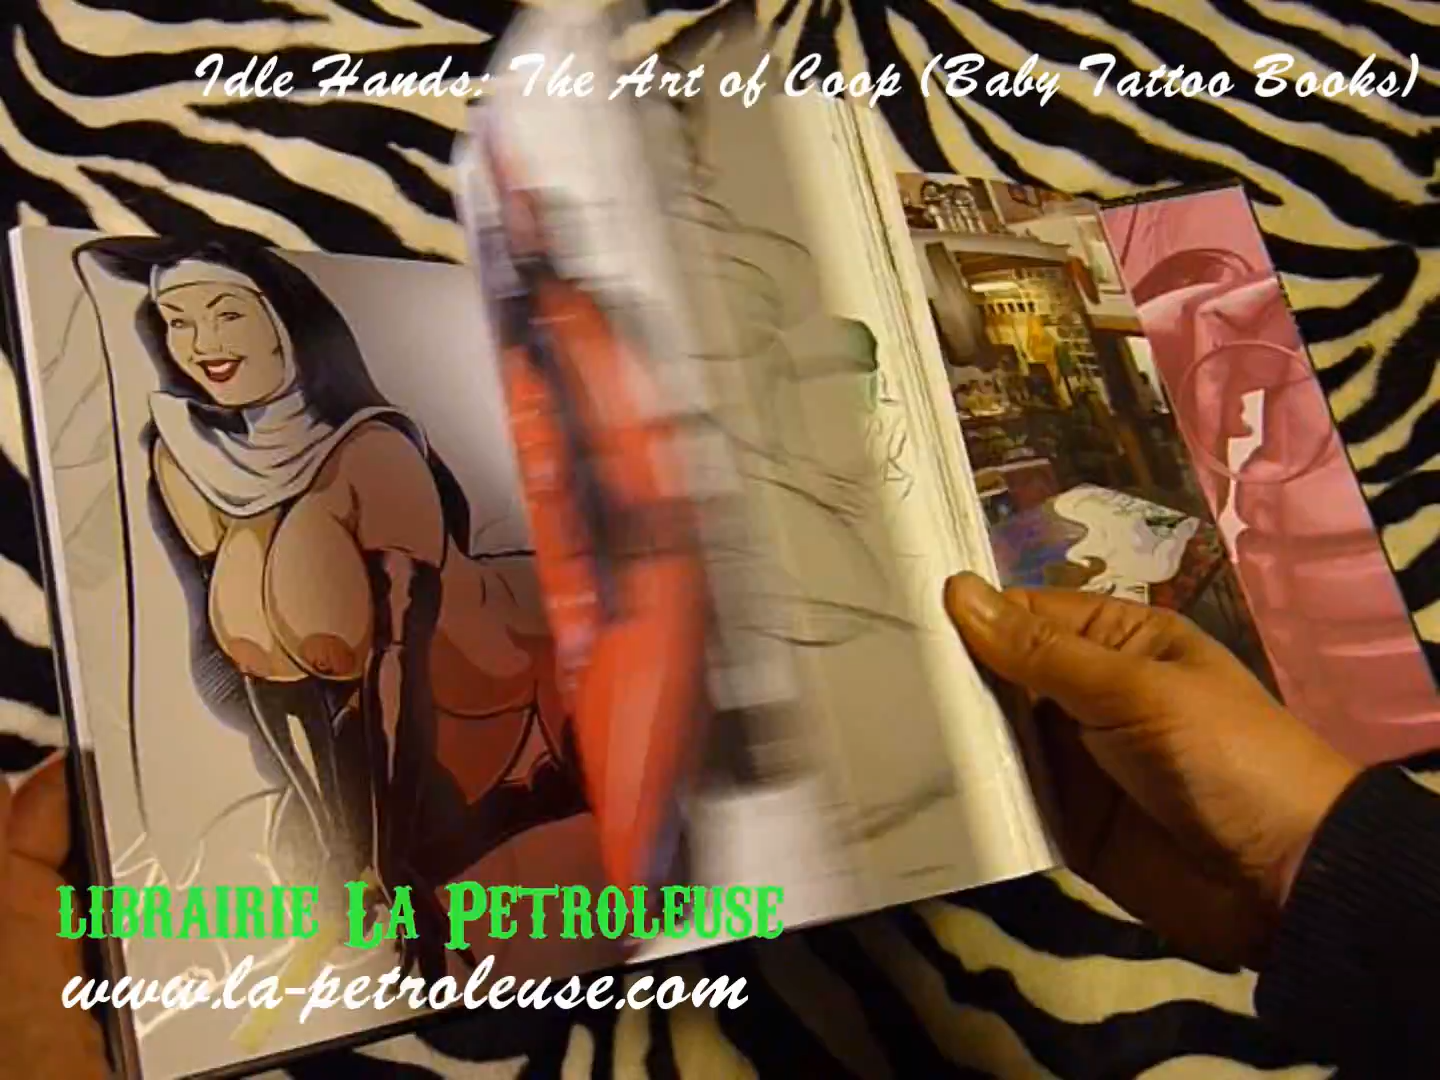 Idle Hands: The Art of Coop (Baby Tattoo Books)
LIBRAIRIE LA PETROLEUSE
www.la-petroleuse.com